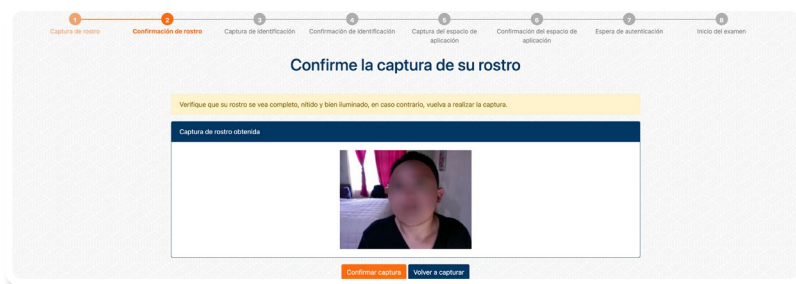 1 2 3 4 5 6 7 8
Captura de rostro Confirmación de rostro Captura de identificación Confirmación de identificación Captura del espacio de aplicación Confirmación del espacio de aplicación Espera de autenticación Inicio del examen
Confirme la captura de su rostro
Verifique que su rostro se vea completo, nítido y bien iluminado, en caso contrario, vuelva a realizar la captura.
Captura de rostro obtenida
Confirmar captura Volver a capturar